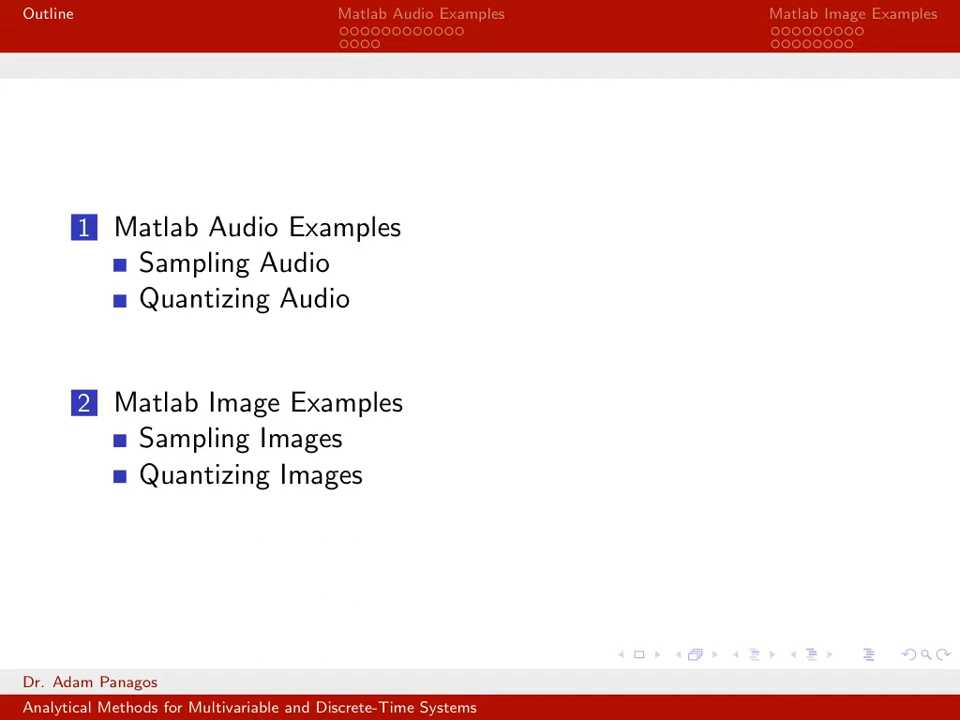 Outline
Matlab Audio Examples
Matlab Image Examples
1 Matlab Audio Examples
Sampling Audio
Quantizing Audio
2 Matlab Image Examples
Sampling Images
Quantizing Images
Dr. Adam Panagos
Analytical Methods for Multivariable and Discrete-Time Systems